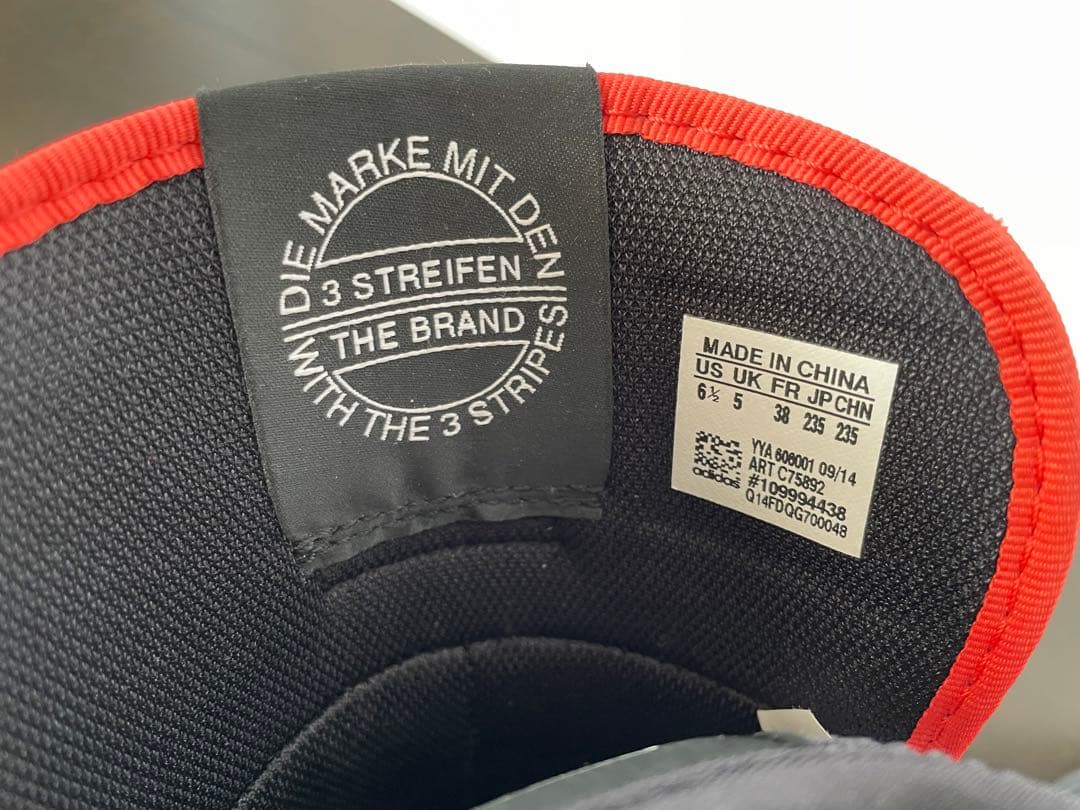 DIE MARKE MIT DEN
3 STREIFEN
THE BRAND
WITH THE 3 STRIPES
MADE IN CHINA
US UK FR JP CHN
6½ 5 38 235 235
YYA 606001 09/14
ART C75892
#109994438
adidas Q14FDQG700048